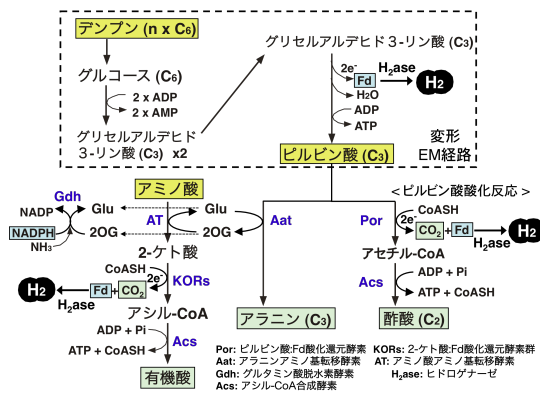 デンプン (n x C₆)
グルコース (C₆)
2 x ADP
2 x AMP
グリセルアルデヒド
３-リン酸 (C₃) x2
グリセルアルデヒド３-リン酸 (C₃)
2e⁻
Fd
H₂ase
H₂
H₂O
ADP
ATP
ピルビン酸 (C₃)
変形
EM経路
アミノ酸
Gdh
NADP
Glu
NADPH
2OG
NH₃
AT
Glu
2OG
Aat
2-ケト酸
CoASH
2e⁻
KORs
H₂
H₂ase
Fd
+
CO₂
アシル-CoA
ADP + Pi
ATP + CoASH
Acs
有機酸
アラニン (C₃)
＜ピルビン酸酸化反応＞
Por
CoASH
2e⁻
CO₂
+
Fd
H₂ase
H₂
アセチル-CoA
Acs
ADP + Pi
ATP + CoASH
酢酸 (C₂)
Por: ピルビン酸:Fd酸化還元酵素
KORs: 2-ケト酸:Fd酸化還元酵素群
Aat: アラニンアミノ基転移酵素
AT: アミノ酸アミノ基転移酵素
Gdh: グルタミン酸脱水素酵素
H₂ase: ヒドロゲナーゼ
Acs: アシル-CoA合成酵素